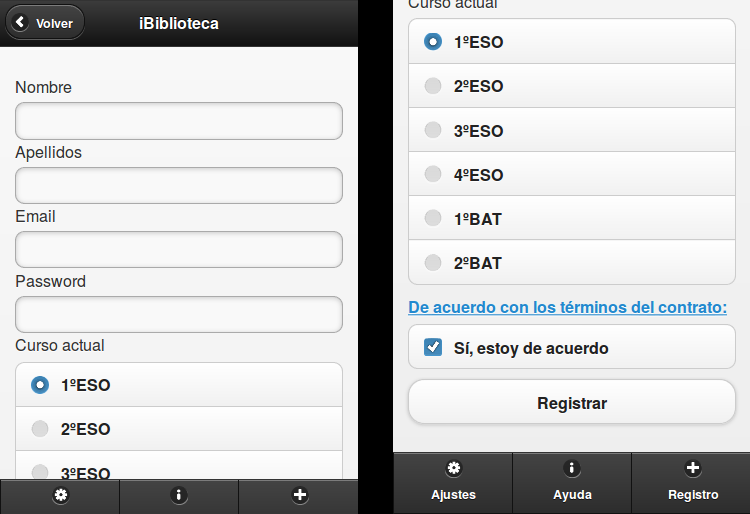 Volver
iBiblioteca
Nombre
Apellidos
Email
Password
Curso actual
1ºESO
2ºESO
3ºESO
Curso actual
1ºESO
2ºESO
3ºESO
4ºESO
1ºBAT
2ºBAT
De acuerdo con los términos del contrato:
Sí, estoy de acuerdo
Registrar
Ajustes
Ayuda
Registro